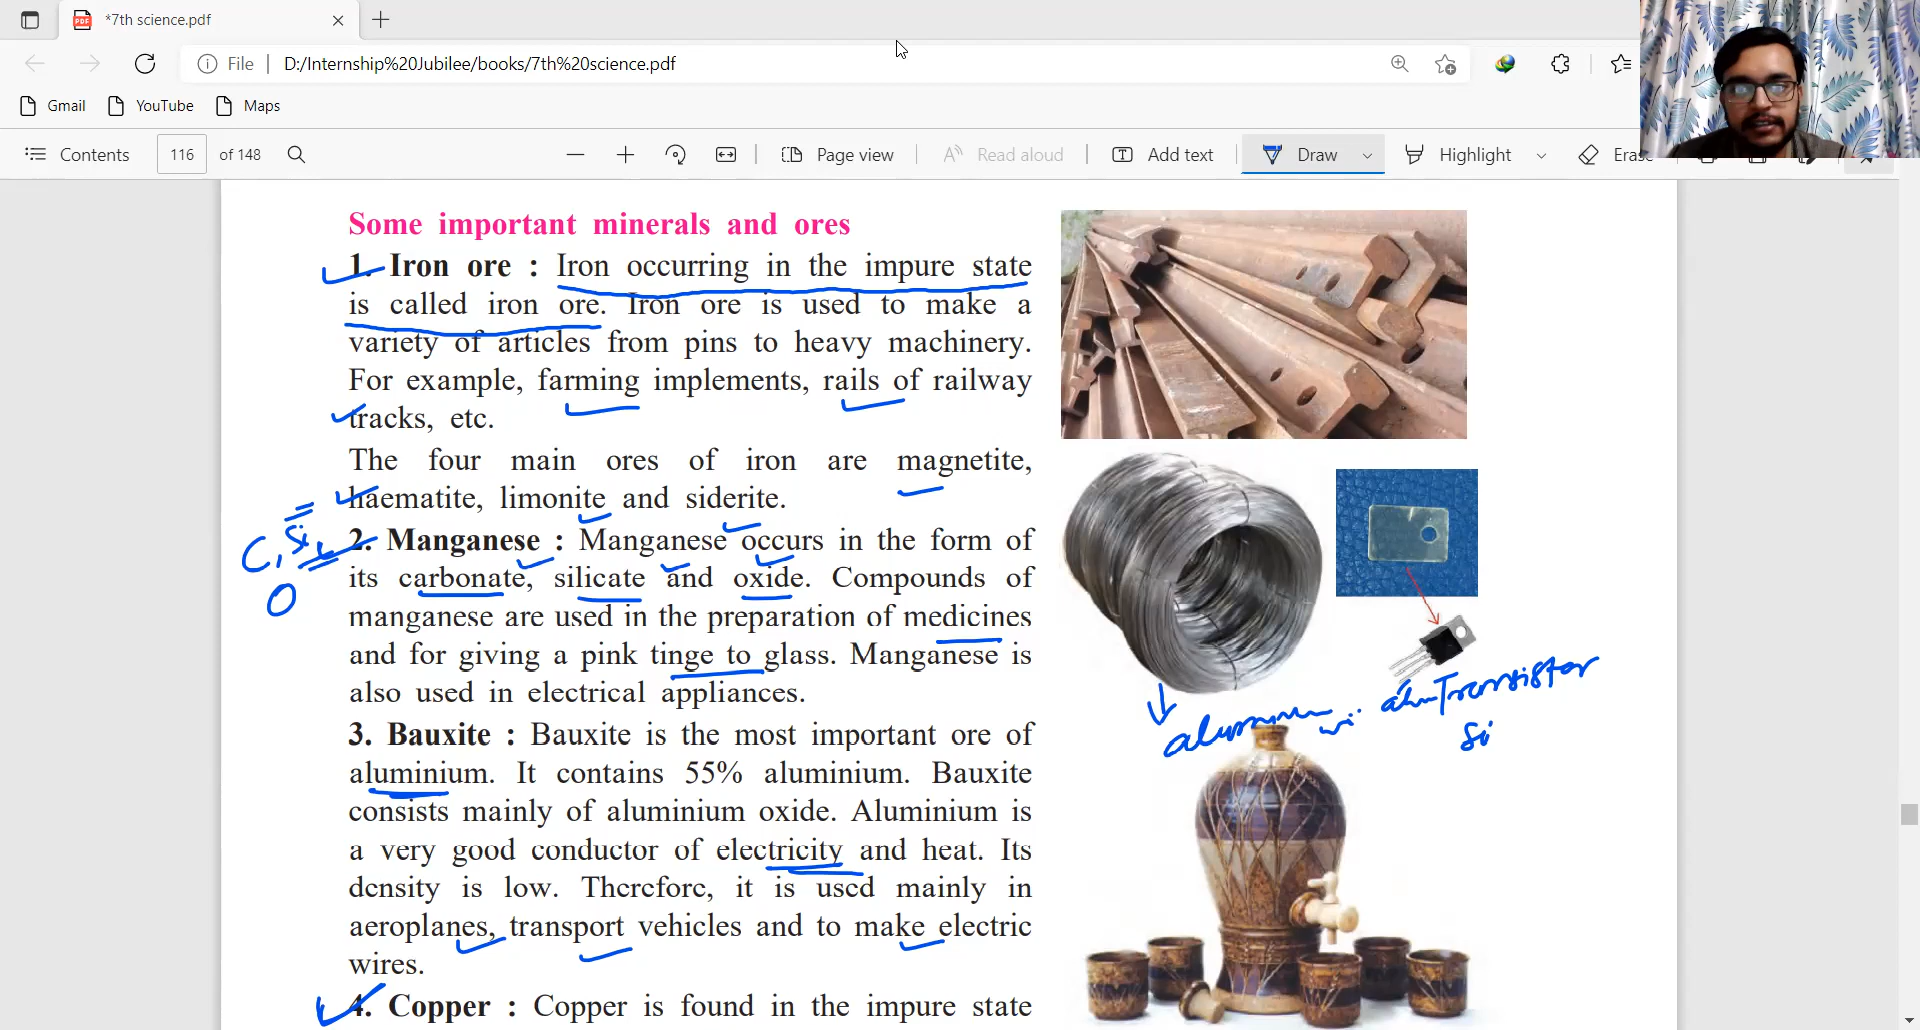 *7th science.pdf
File
D:/Internship%20Jubilee/books/7th%20science.pdf
Gmail YouTube Maps
Contents 116 of 148 Page view Read aloud Add text Draw Highlight Erase
Some important minerals and ores
1. Iron ore : Iron occurring in the impure state
is called iron ore. Iron ore is used to make a
variety of articles from pins to heavy machinery.
For example, farming implements, rails of railway
tracks, etc.
The four main ores of iron are magnetite,
haematite, limonite and siderite.
2. Manganese : Manganese occurs in the form of
its carbonate, silicate and oxide. Compounds of
manganese are used in the preparation of medicines
and for giving a pink tinge to glass. Manganese is
also used in electrical appliances.
3. Bauxite : Bauxite is the most important ore of
aluminium. It contains 55% aluminium. Bauxite
consists mainly of aluminium oxide. Aluminium is
a very good conductor of electricity and heat. Its
density is low. Therefore, it is used mainly in
aeroplanes, transport vehicles and to make electric
wires.
4. Copper : Copper is found in the impure state
C, Si,
O
Transistor
Si